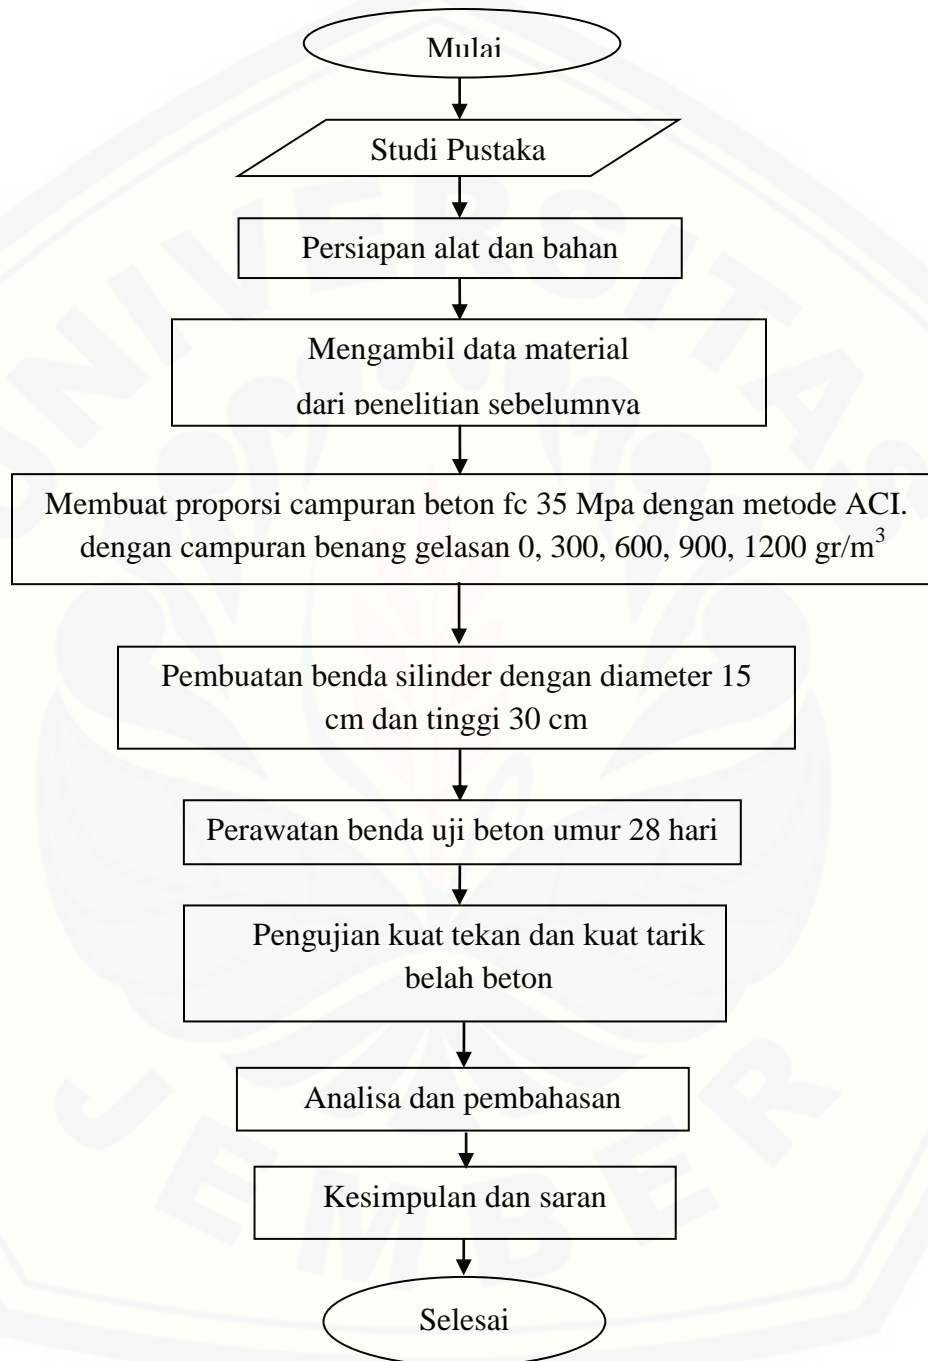 Mulai
Studi Pustaka
Persiapan alat dan bahan
Mengambil data material
dari penelitian sebelumnya
Membuat proporsi campuran beton fc 35 Mpa dengan metode ACI.
dengan campuran benang gelasan 0, 300, 600, 900, 1200 gr/m³
Pembuatan benda silinder dengan diameter 15
cm dan tinggi 30 cm
Perawatan benda uji beton umur 28 hari
Pengujian kuat tekan dan kuat tarik
belah beton
Analisa dan pembahasan
Kesimpulan dan saran
Selesai
UNIVERSITAS
JEMBER